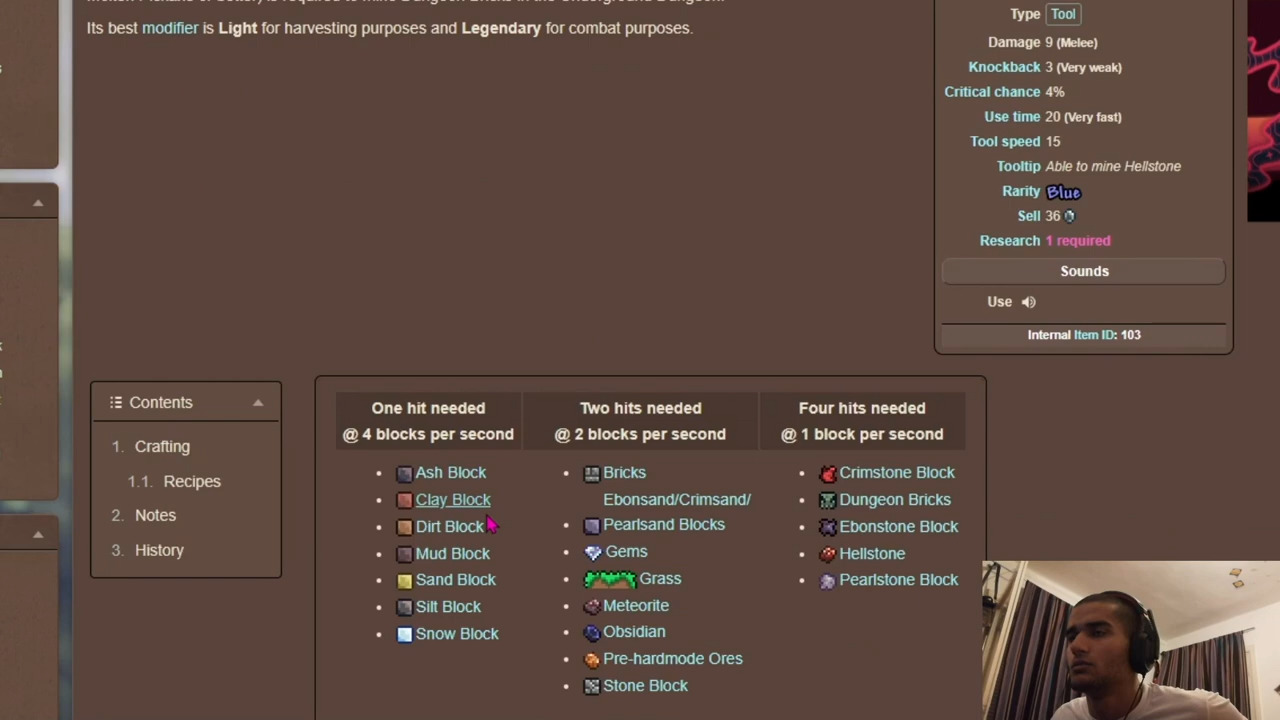 Its best modifier is Light for harvesting purposes and Legendary for combat purposes.
Type Tool
Damage 9 (Melee)
Knockback 3 (Very weak)
Critical chance 4%
Use time 20 (Very fast)
Tool speed 15
Tooltip Able to mine Hellstone
Rarity Blue
Sell 36
Research 1 required
Sounds
Use
Internal Item ID: 103
Contents
1. Crafting
1.1. Recipes
2. Notes
3. History
One hit needed
@ 4 blocks per second
Ash Block
Clay Block
Dirt Block
Mud Block
Sand Block
Silt Block
Snow Block
Two hits needed
@ 2 blocks per second
Bricks
Ebonsand/Crimsand/
Pearlsand Blocks
Gems
Grass
Meteorite
Obsidian
Pre-hardmode Ores
Stone Block
Four hits needed
@ 1 block per second
Crimstone Block
Dungeon Bricks
Ebonstone Block
Hellstone
Pearlstone Block